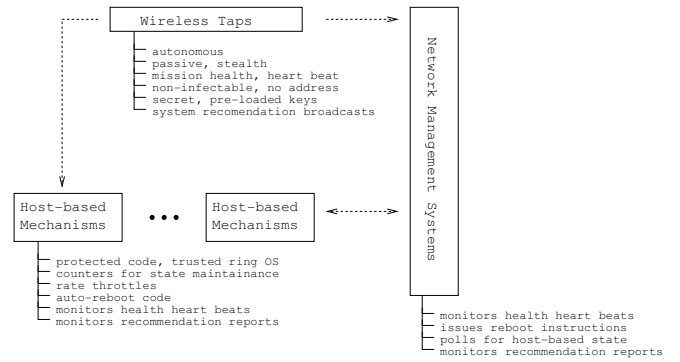 Wireless Taps
autonomous
passive, stealth
mission health, heart beat
non-infectable, no address
secret, pre-loaded keys
system recomendation broadcasts
Network Management Systems
Host-based
Mechanisms
Host-based
Mechanisms
protected code, trusted ring OS
counters for state maintainance
rate throttles
auto-reboot code
monitors health heart beats
monitors recommendation reports
monitors health heart beats
issues reboot instructions
polls for host-based state
monitors recommendation reports